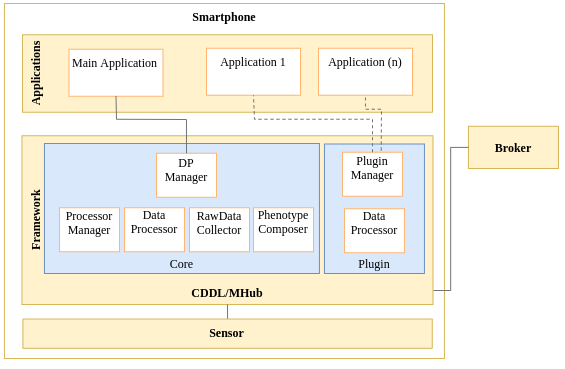 Smartphone
Applications
Main Application
Application 1
Application (n)
Framework
DP
Manager
Processor
Manager
Data
Processor
RawData
Collector
Phenotype
Composer
Core
Plugin
Manager
Data
Processor
Plugin
CDDL/MHub
Sensor
Broker